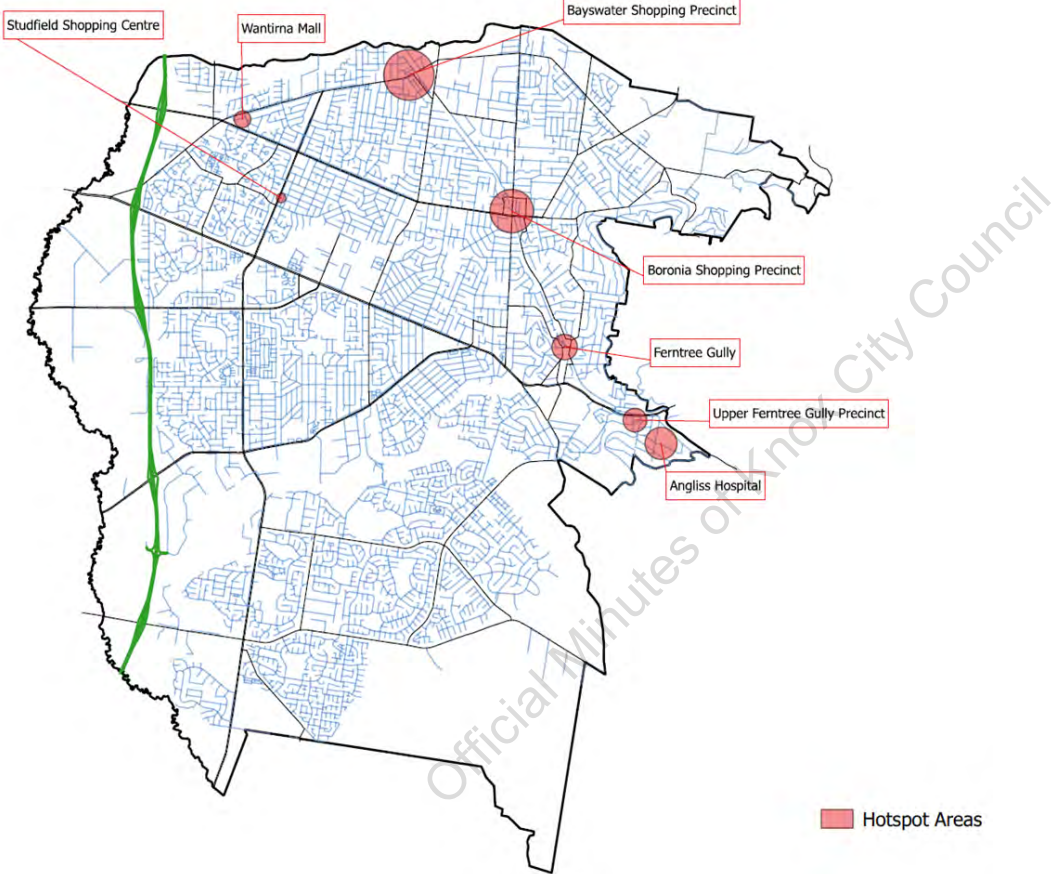 Bayswater Shopping Precinct
Studfield Shopping Centre
Wantirna Mall
Boronia Shopping Precinct
Ferntree Gully
Upper Ferntree Gully Precinct
Angliss Hospital
Official Minutes of Knox City Council
Hotspot Areas